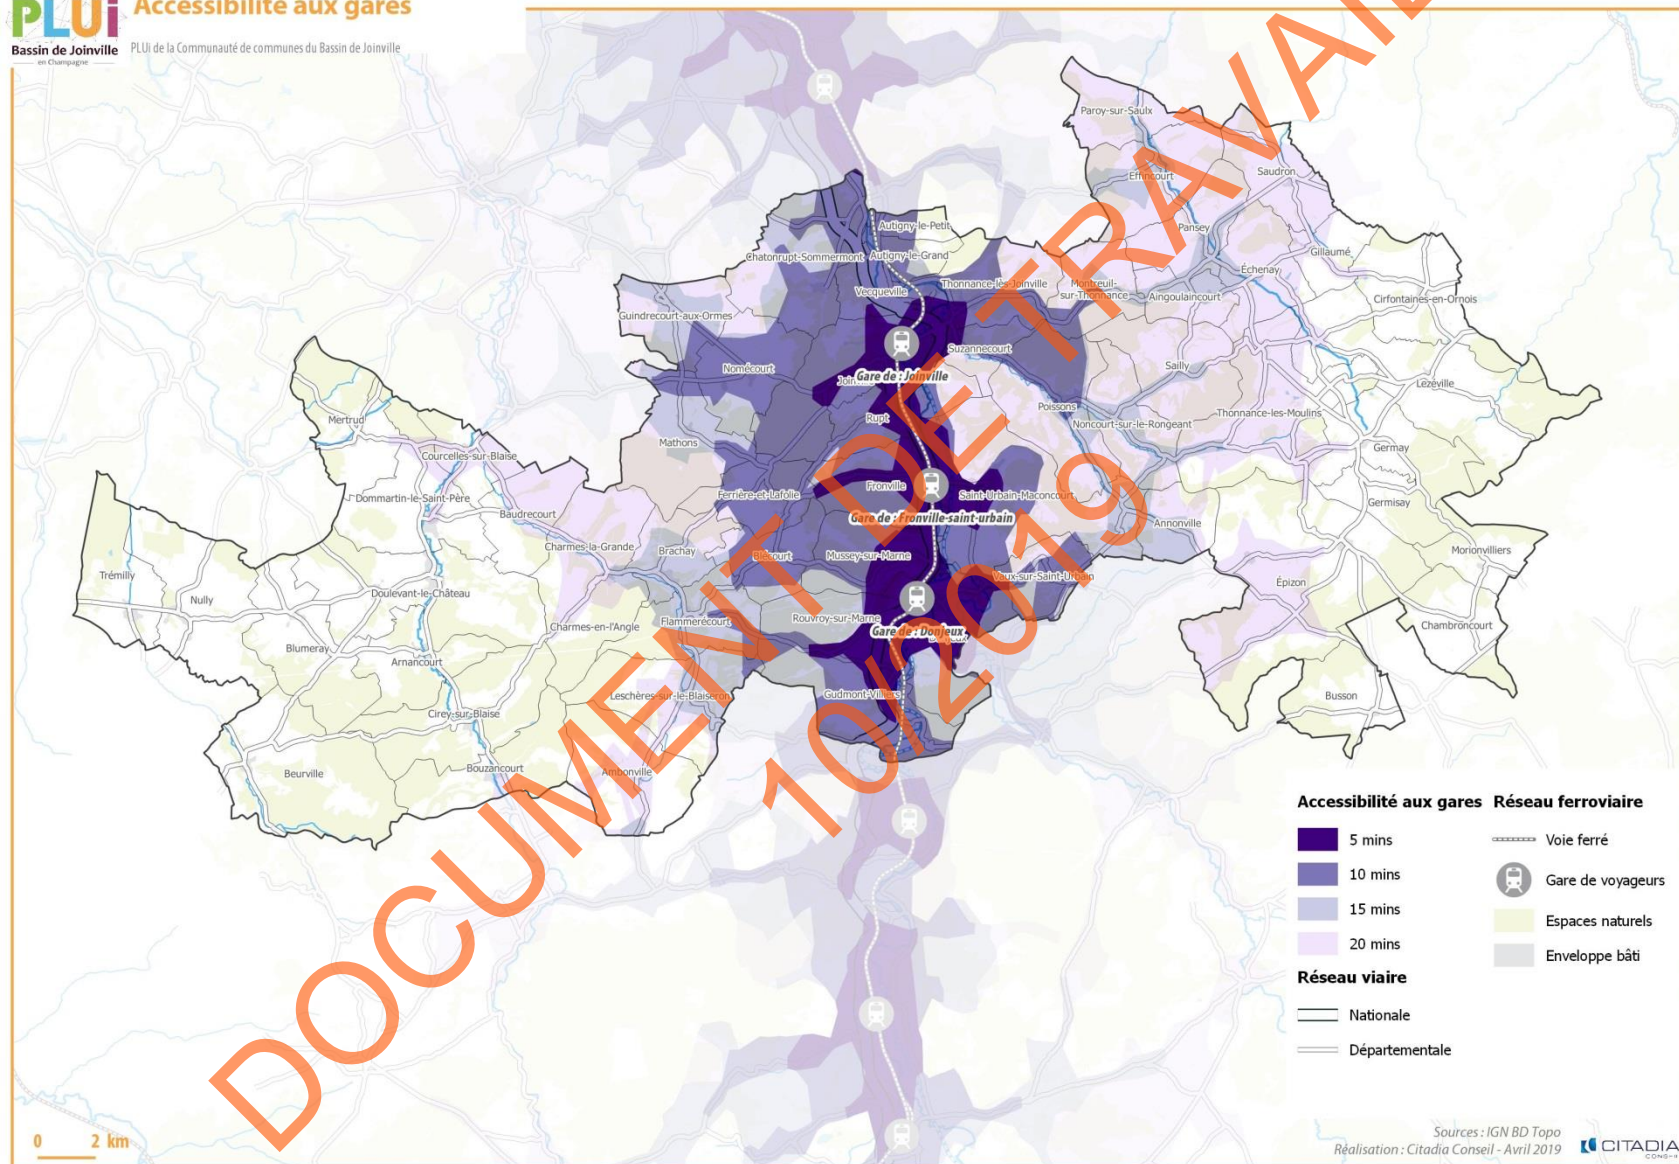 PLUi
Accessibilité aux gares
Bassin de Joinville
en Champagne
PLUi de la Communauté de communes du Bassin de Joinville
Paroy-sur-Saulx
Effincourt
Saudron
Pansey
Gillaumé
Échenay
Cirfontaines-en-Ornois
Autigny-le-Petit
Autigny-le-Grand
Chatonrupt-Sommermont
Vecqueville
Thonnance-lès-Joinville
Montreuil-
sur-Thonnance
Aingoulaincourt
Guindrecourt-aux-Ormes
Suzannecourt
Nomécourt
Gare de : Joinville
Sailly
Lezéville
Poissons
Thonnance-les-Moulins
Noncourt-sur-le-Rongeant
Rupt
Mertrud
Mathons
Courcelles-sur-Blaise
Germay
Fronville
Saint-Urbain-Maconcourt
Ferrière-et-Lafolie
Dommartin-le-Saint-Père
Baudrecourt
Germisay
Gare de : Fronville-saint-urbain
Annonville
Charmes-la-Grande
Brachay
Blécourt
Mussey-sur-Marne
Morionvilliers
Trémilly
Nully
Doulevant-le-Château
Vaux-sur-Saint-Urbain
Épizon
Charmes-en-l'Angle
Flammerécourt
Rouvroy-sur-Marne
Gare de : Donjeux
Chambroncourt
Blumeray
Arnancourt
Leschères-sur-le-Blaiseron
Gudmont-Villiers
Busson
Cirey-sur-Blaise
Beurville
Bouzancourt
Ambonville
DOCUMENT DE TRAVAIL
10/2019
Accessibilité aux gares
5 mins
10 mins
15 mins
20 mins
Réseau viaire
Nationale
Départementale
Réseau ferroviaire
Voie ferré
Gare de voyageurs
Espaces naturels
Enveloppe bâti
0 2 km
Sources : IGN BD Topo
Réalisation : Citadia Conseil - Avril 2019
CITADIA